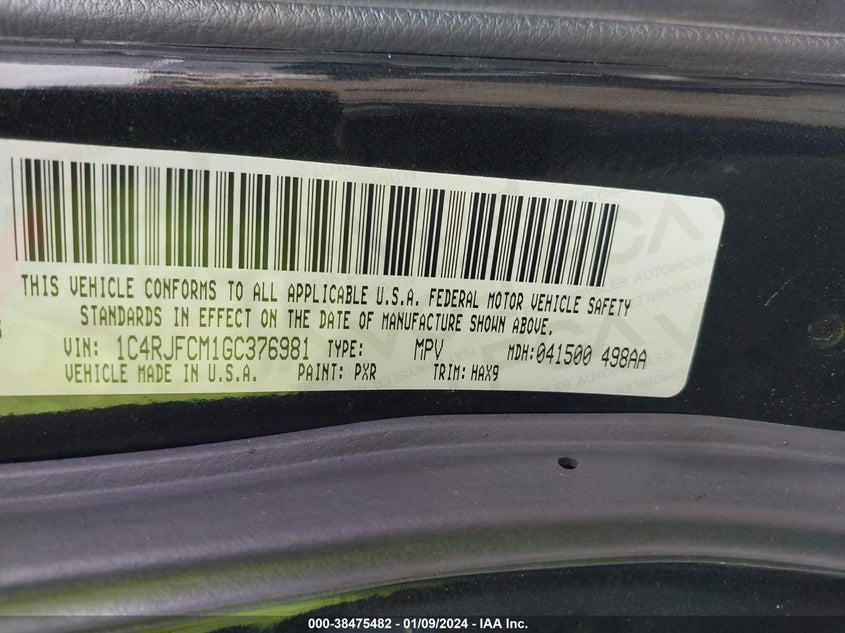 THIS VEHICLE CONFORMS TO ALL APPLICABLE U.S.A. FEDERAL MOTOR VEHICLE SAFETY
STANDARDS IN EFFECT ON THE DATE OF MANUFACTURE SHOWN ABOVE.
VIN: 1C4RJFCM1GC376981 TYPE: MPV MDH:041500 498AA
VEHICLE MADE IN U.S.A. PAINT: PXR TRIM:HAX9
000-38475482 - 01/09/2024 - IAA Inc.